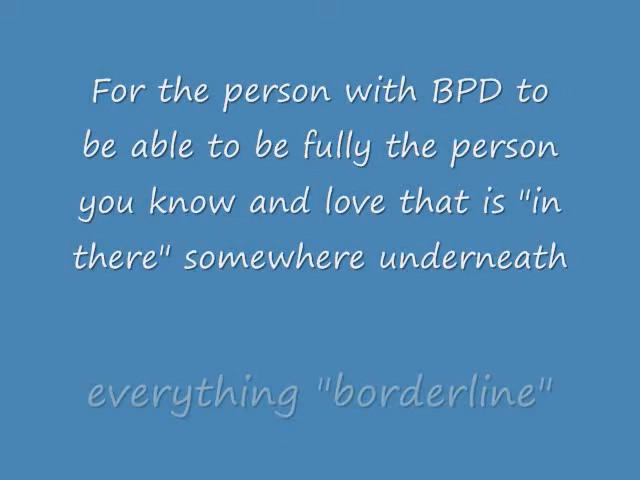 For the person with BPD to
be able to be fully the person
you know and love that is "in
there" somewhere underneath
everything "borderline"